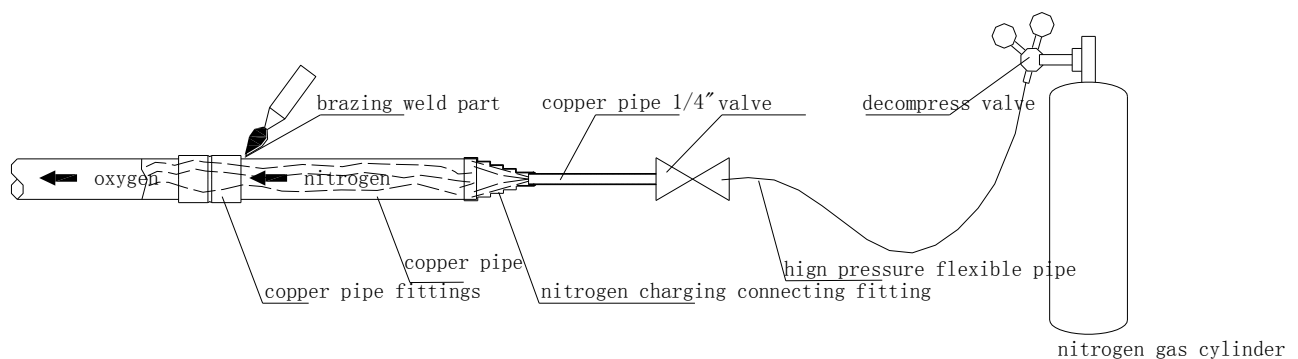 brazing weld part
copper pipe 1/4″
valve
decompress valve
oxygen
nitrogen
copper pipe
hign pressure flexible pipe
copper pipe fittings
nitrogen charging connecting fitting
nitrogen gas cylinder